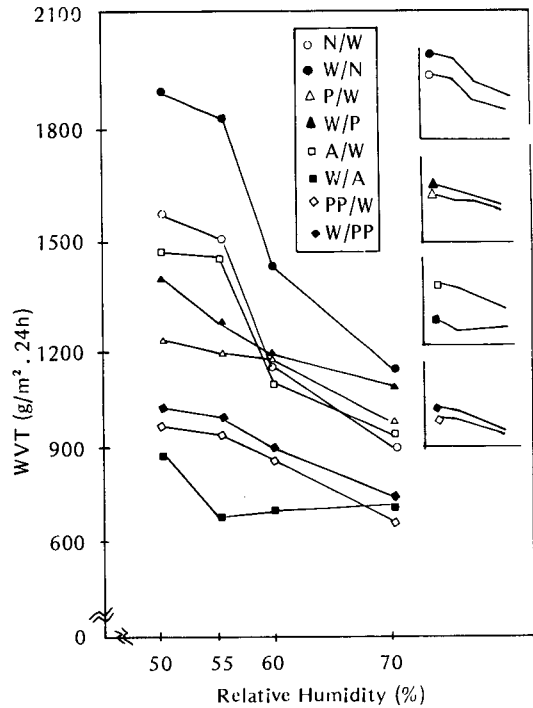 2100
1800
1500
1200
900
600
0
WVT (g/m². 24h)
N/W
W/N
P/W
W/P
A/W
W/A
PP/W
W/PP
50
55
60
70
Relative Humidity (%)